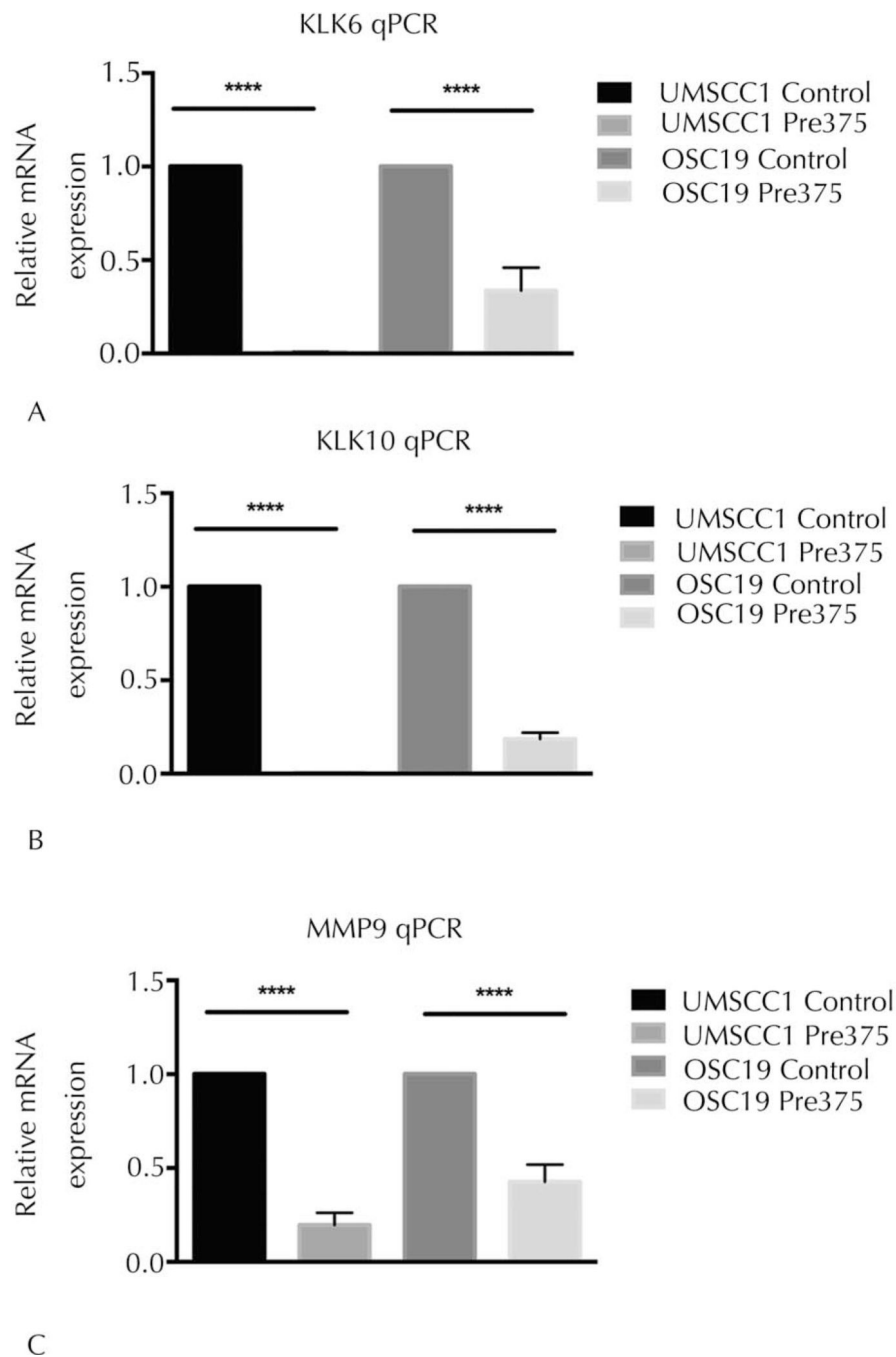 KLK6 qPCR
1.5
1.0
0.5
0.0
Relative mRNA
expression
****
****
UMSCC1 Control
UMSCC1 Pre375
OSC19 Control
OSC19 Pre375
A
KLK10 qPCR
1.5
1.0
0.5
0.0
Relative mRNA
expression
****
****
UMSCC1 Control
UMSCC1 Pre375
OSC19 Control
OSC19 Pre375
B
MMP9 qPCR
1.5
1.0
0.5
0.0
Relative mRNA
expression
****
****
UMSCC1 Control
UMSCC1 Pre375
OSC19 Control
OSC19 Pre375
C